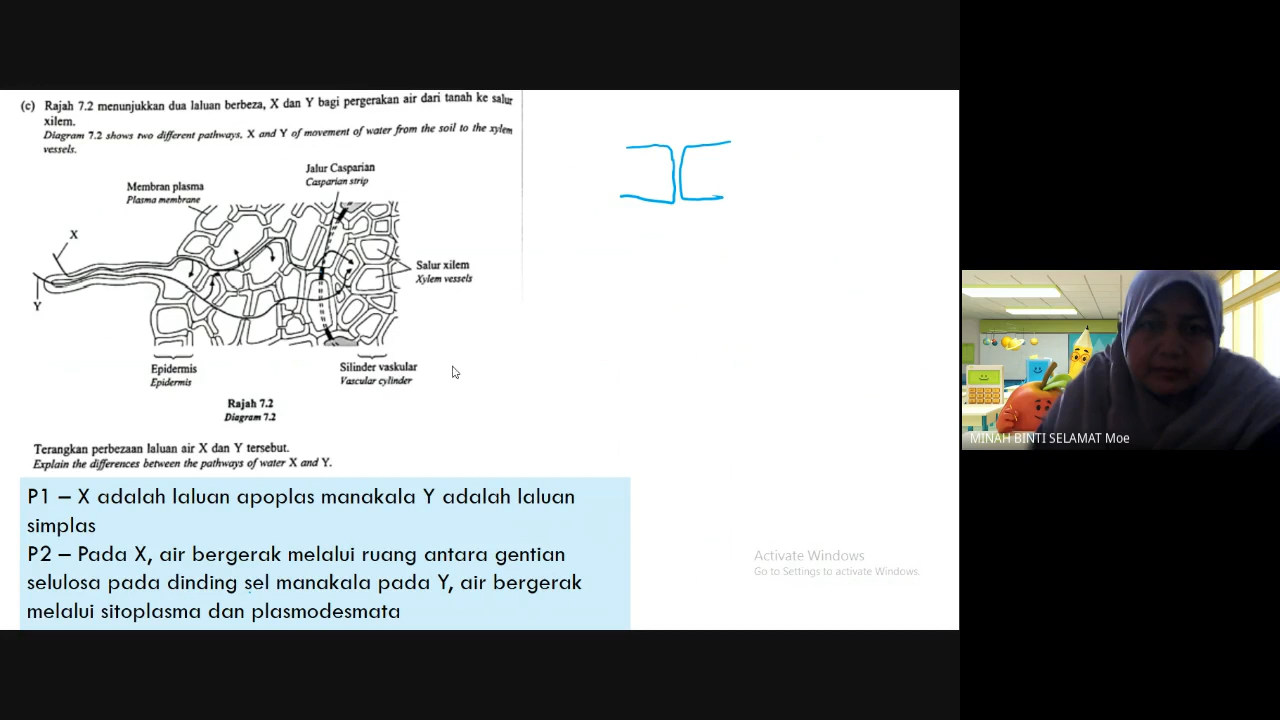 (c) Rajah 7.2 menunjukkan dua laluan berbeza, X dan Y bagi pergerakan air dari tanah ke salur
xilem.
Diagram 7.2 shows two different pathways, X and Y of movement of water from the soil to the xylem
vessels.
Jalur Casparian
Casparian strip
Membran plasma
Plasma membrane
X
Salur xilem
Xylem vessels
Y
Epidermis
Epidermis
Silinder vaskular
Vascular cylinder
Rajah 7.2
Diagram 7.2
Terangkan perbezaan laluan air X dan Y tersebut.
Explain the differences between the pathways of water X and Y.
P1 – X adalah laluan apoplas manakala Y adalah laluan
simplas
P2 – Pada X, air bergerak melalui ruang antara gentian
selulosa pada dinding sel manakala pada Y, air bergerak
melalui sitoplasma dan plasmodesmata
Activate Windows
Go to Settings to activate Windows.
MINAH BINTI SELAMAT Moe